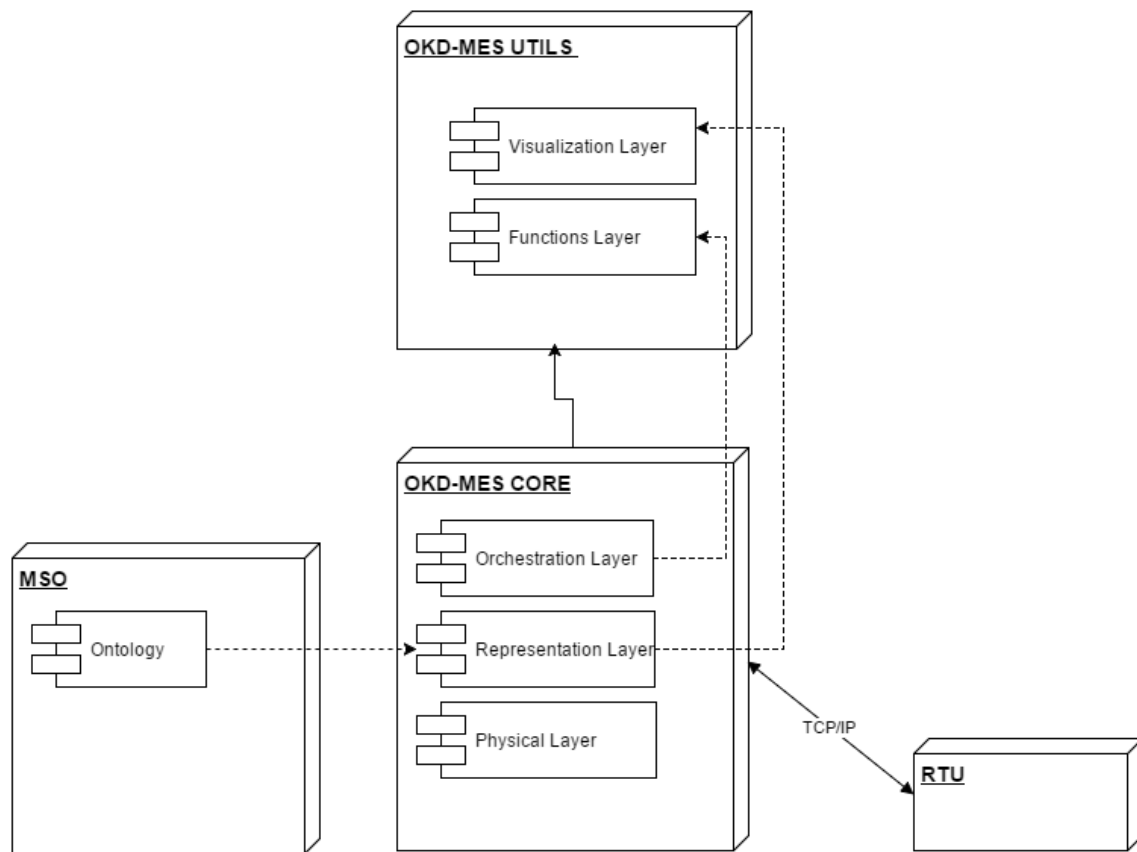 OKD-MES UTILS
Visualization Layer
Functions Layer
OKD-MES CORE
Orchestration Layer
Representation Layer
Physical Layer
MSO
Ontology
TCP/IP
RTU